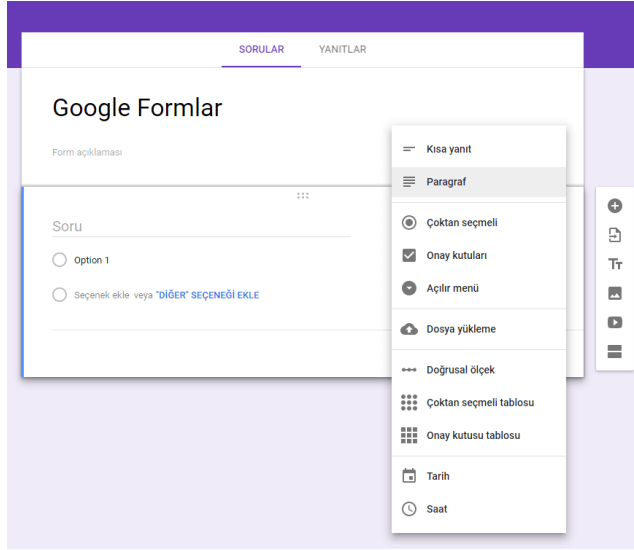 SORULAR YANITLAR
Google Formlar
Form açıklaması
Soru
Option 1
Seçenek ekle veya "DİĞER" SEÇENEĞİ EKLE
Kısa yanıt
Paragraf
Çoktan seçmeli
Onay kutuları
Açılır menü
Dosya yükleme
Doğrusal ölçek
Çoktan seçmeli tablosu
Onay kutusu tablosu
Tarih
Saat
Tт